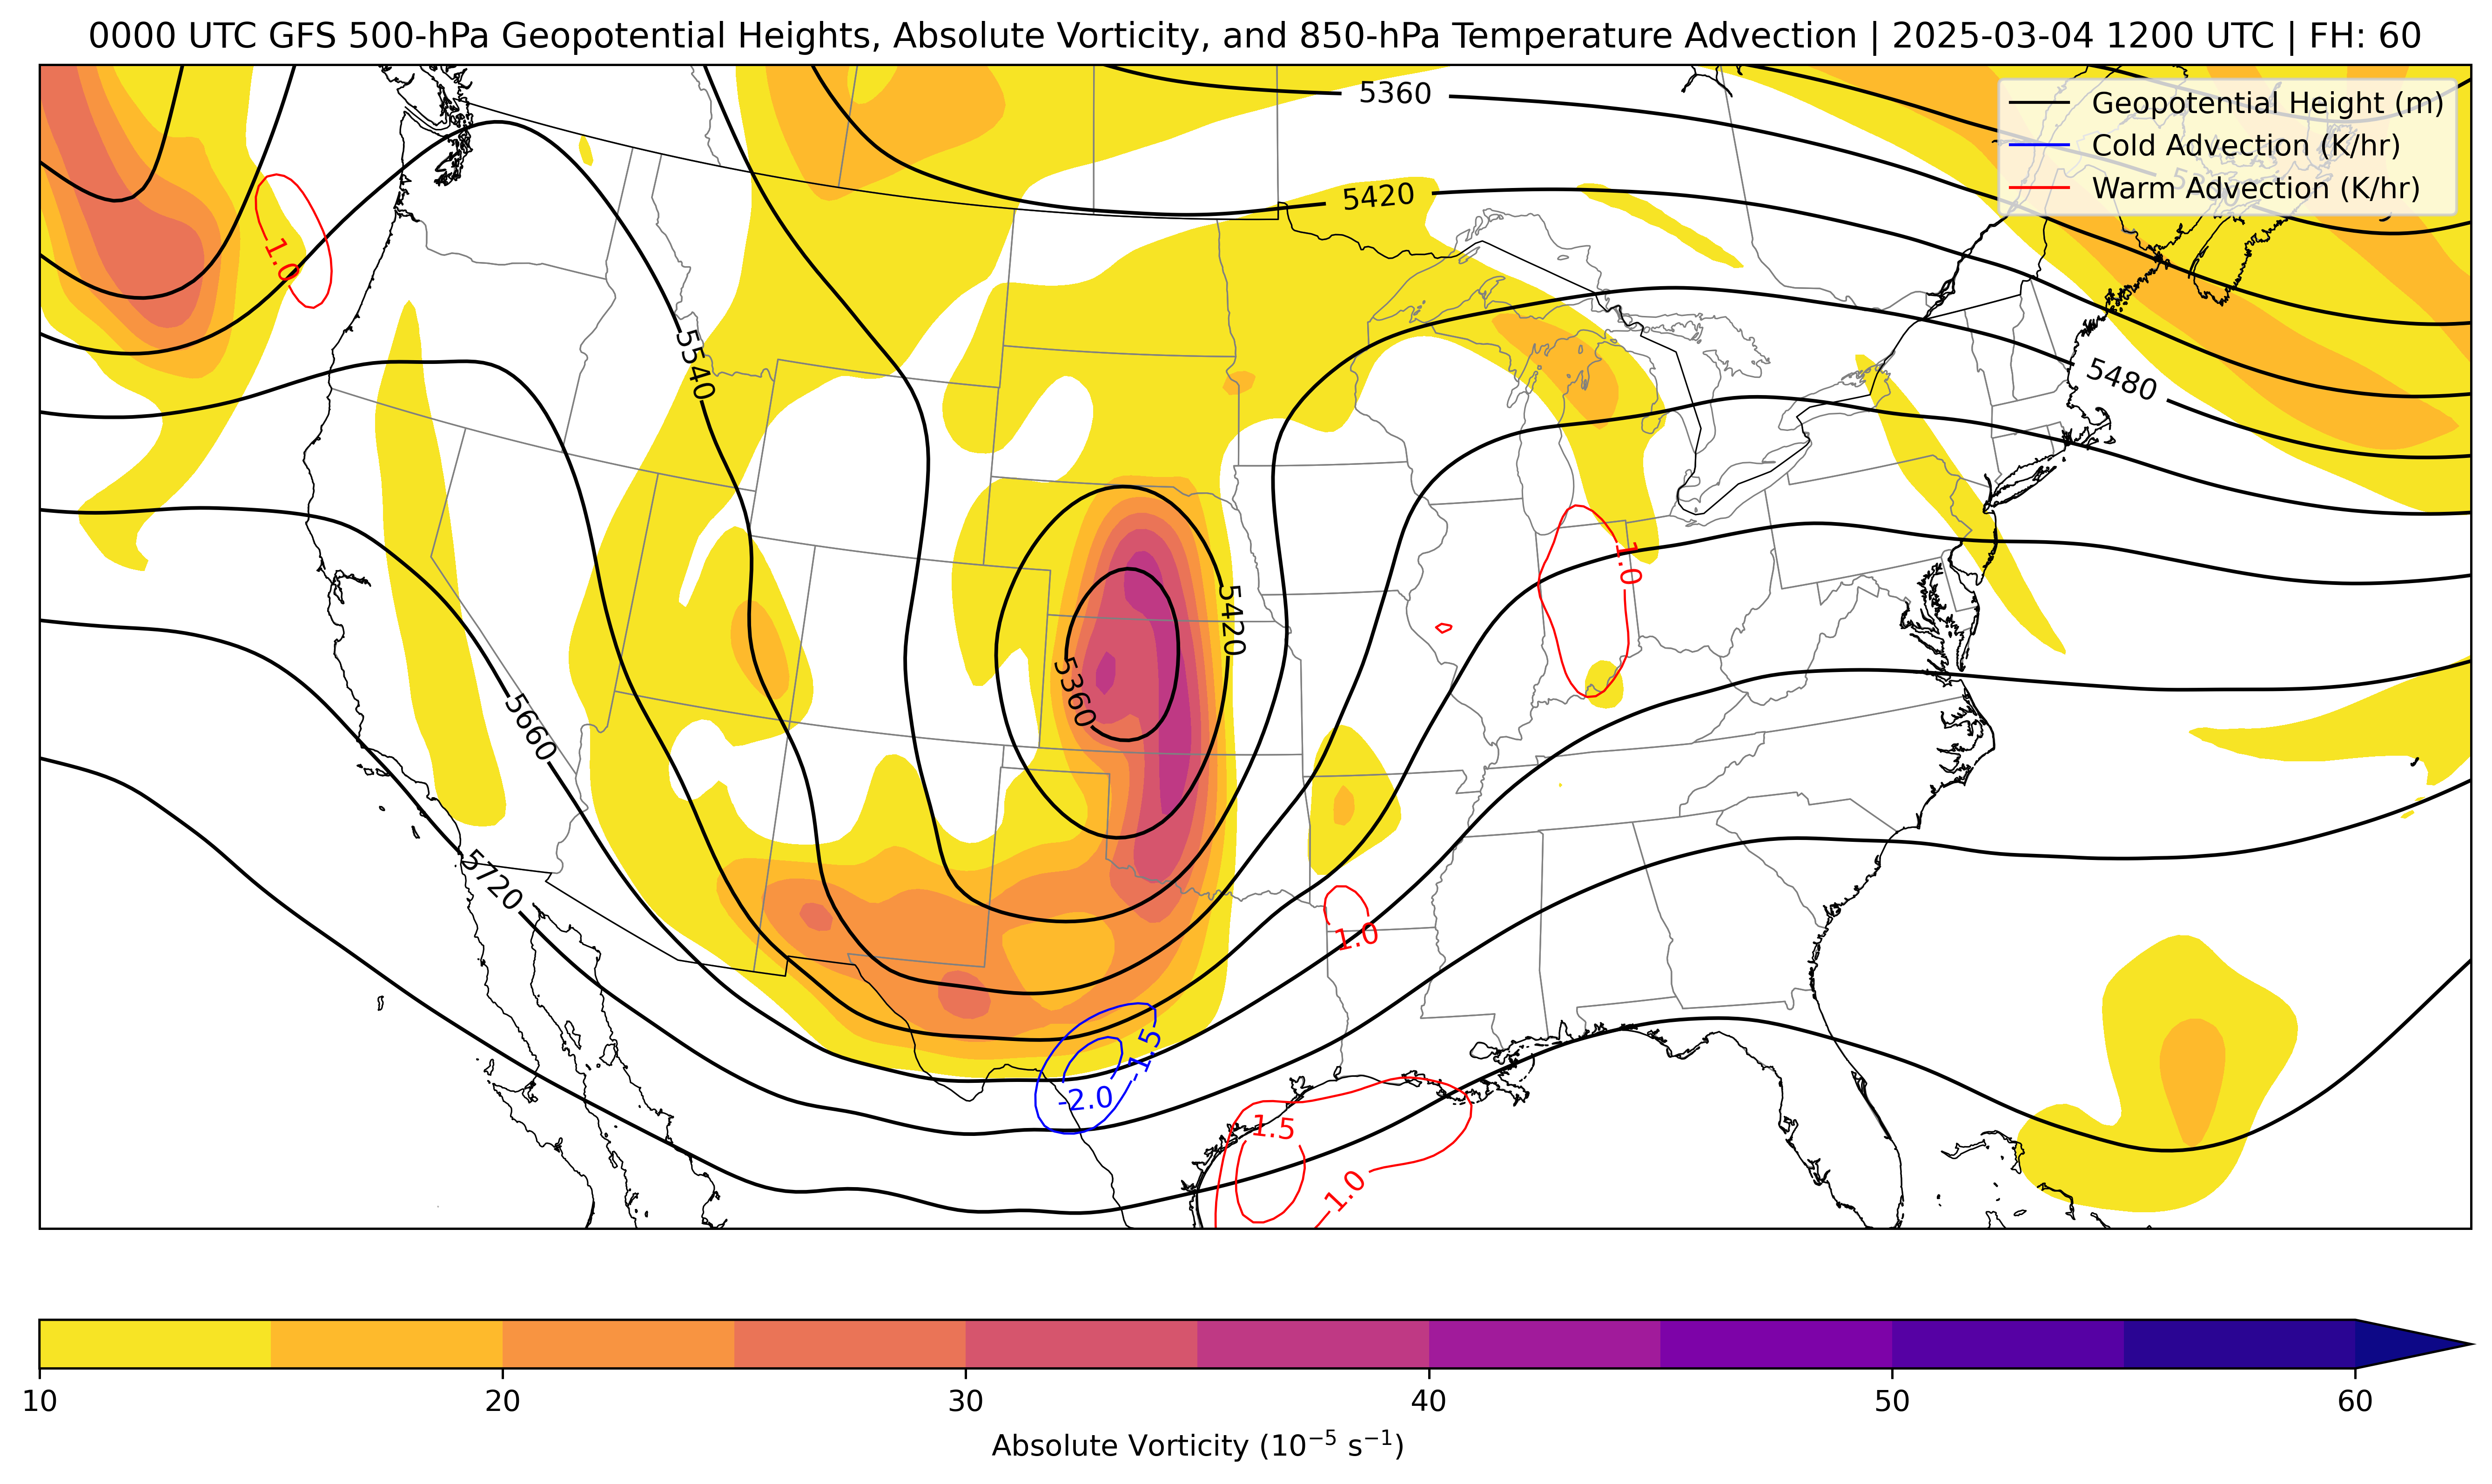 0000 UTC GFS 500-hPa Geopotential Heights, Absolute Vorticity, and 850-hPa Temperature Advection | 2025-03-04 1200 UTC | FH: 60
5360
Geopotential Height (m)
Cold Advection (K/hr)
Warm Advection (K/hr)
5420
1.0
5540
5480
1.0
5420
5360
5660
5720
1.0
-1.5
-2.0
1.5
1.0
10 20 30 40 50 60
Absolute Vorticity (10⁻⁵ s⁻¹)